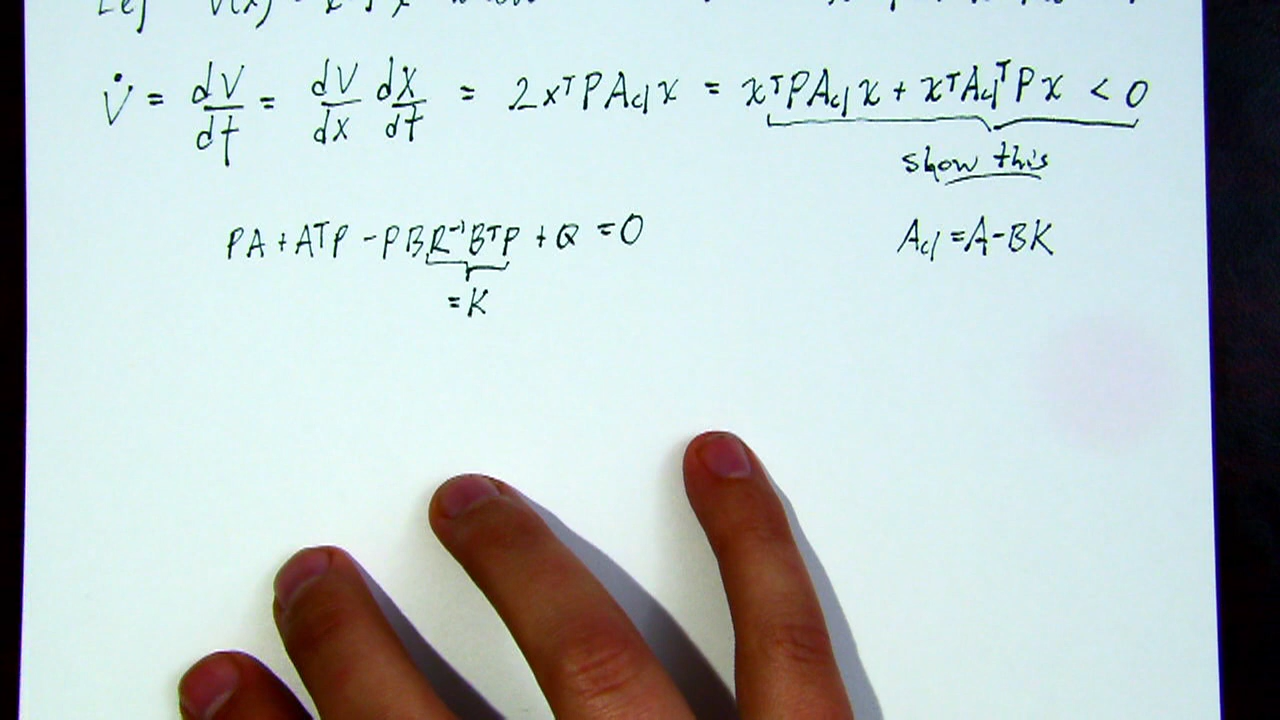 Let V(x) =
V̇ = dV/dt = dV/dx dx/dt = 2xᵀPA_cl x = xᵀPA_cl x + xᵀA_clᵀPx < 0
show this
PA + AᵀP - PBR⁻¹BᵀP + Q = 0 A_cl = A - BK
= K